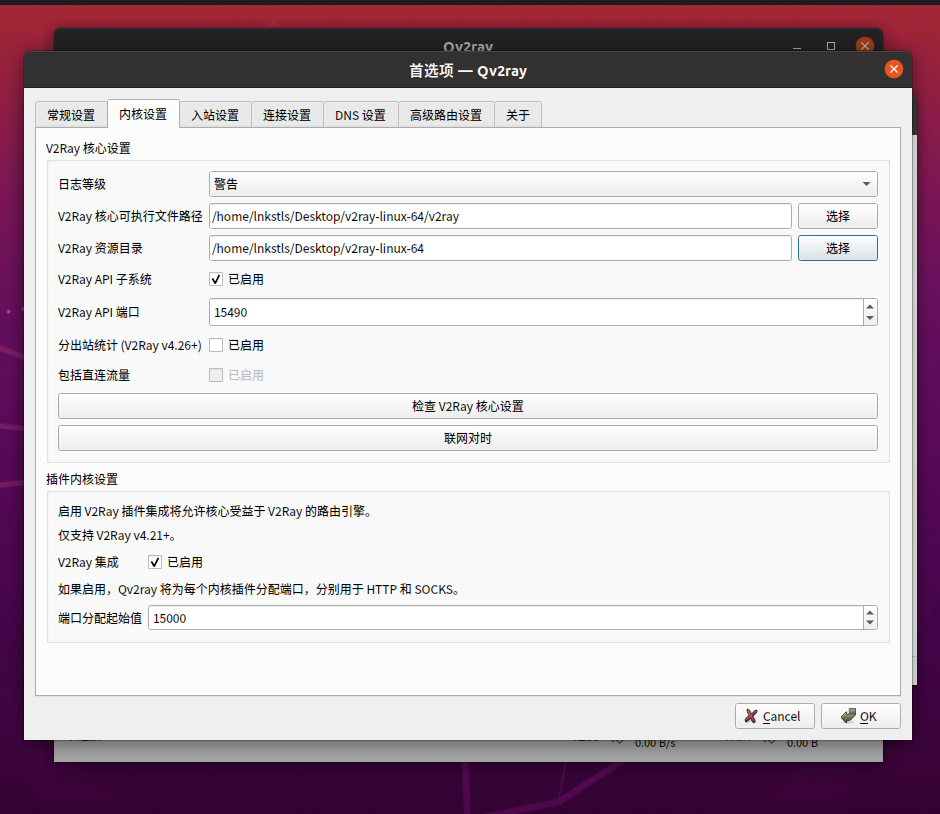 Qv2ray
首选项 — Qv2ray
常规设置 内核设置 入站设置 连接设置 DNS 设置 高级路由设置 关于
V2Ray 核心设置
日志等级 警告
V2Ray 核心可执行文件路径 /home/lnkstls/Desktop/v2ray-linux-64/v2ray 选择
V2Ray 资源目录 /home/lnkstls/Desktop/v2ray-linux-64 选择
V2Ray API 子系统 已启用
V2Ray API 端口 15490
分出站统计 (V2Ray v4.26+) 已启用
包括直连流量 已启用
检查 V2Ray 核心设置
联网对时
插件内核设置
启用 V2Ray 插件集成将允许核心受益于 V2Ray 的路由引擎。
仅支持 V2Ray v4.21+。
V2Ray 集成 已启用
如果启用，Qv2ray 将为每个内核插件分配端口，分别用于 HTTP 和 SOCKS。
端口分配起始值 15000
Cancel OK
0.00 B/s 0.00 B